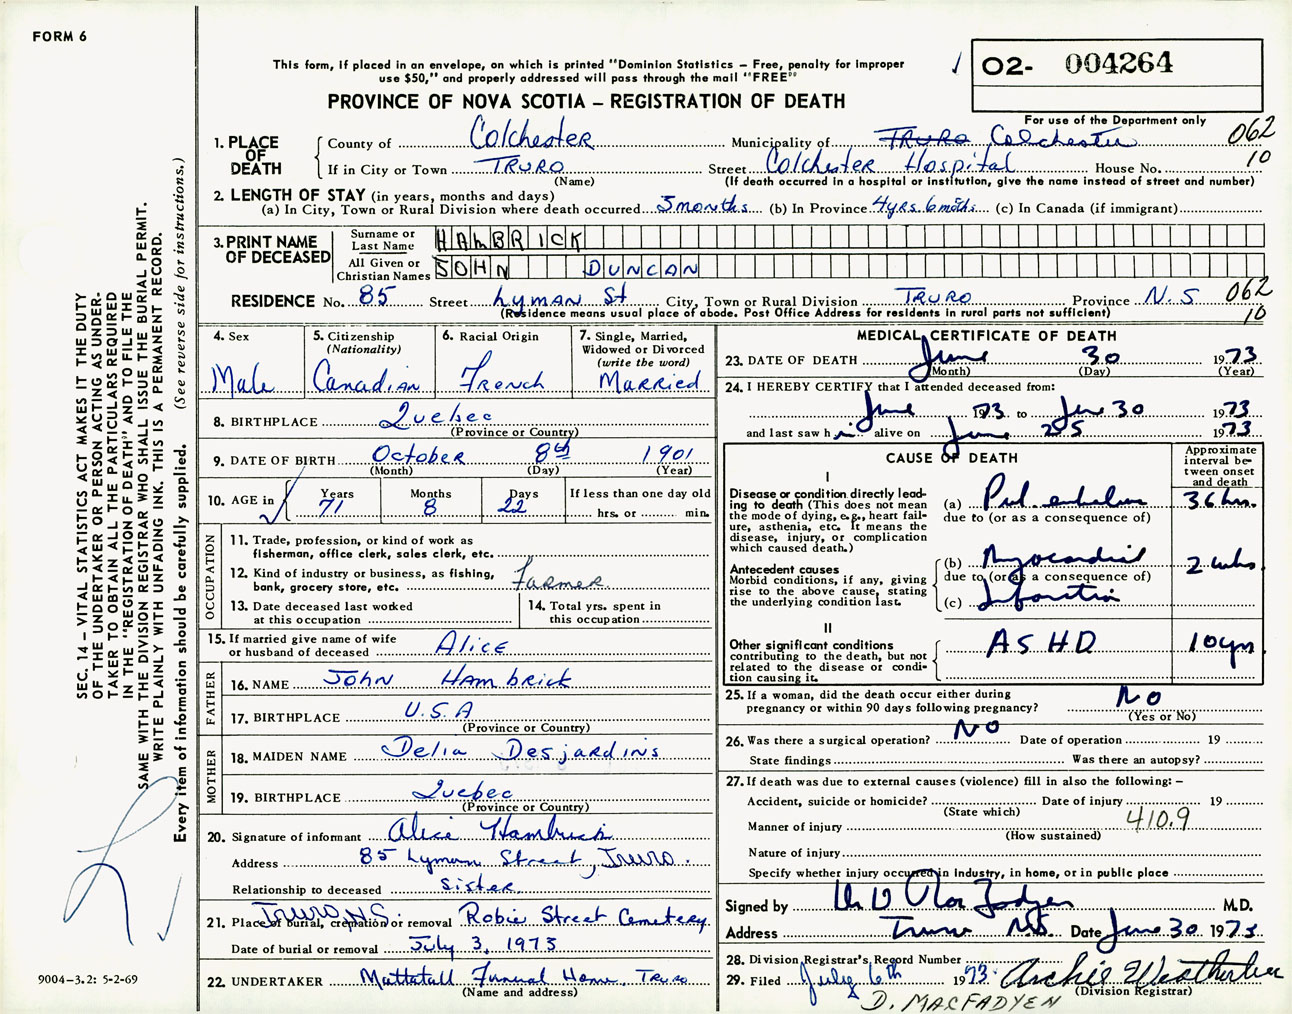 FORM 6
This form, if placed in an envelope, on which is printed "Dominion Statistics – Free, penalty for improper
use $50," and properly addressed will pass through the mail "FREE"
O2- 004264
PROVINCE OF NOVA SCOTIA – REGISTRATION OF DEATH
For use of the Department only
1. PLACE OF DEATH
County of Colchester Municipality of Truro Colchester 062
If in City or Town TRURO Street Colchester Hospital House No. 10
(Name) (If death occurred in a hospital or institution, give the name instead of street and number)
2. LENGTH OF STAY (in years, months and days)
(a) In City, Town or Rural Division where death occurred 5 months (b) In Province 4yrs. 6 mths. (c) In Canada (if immigrant)
3. PRINT NAME OF DECEASED
Surname or Last Name HAMBRICK
All Given or Christian Names JOHN DUNCAN
RESIDENCE No. 85 Street Lyman St City, Town or Rural Division TRURO Province N.S 062
(Residence means usual place of abode. Post Office Address for residents in rural parts not sufficient) 10
4. Sex Male
5. Citizenship (Nationality) Canadian
6. Racial Origin French
7. Single, Married, Widowed or Divorced (write the word) Married
8. BIRTHPLACE Quebec
(Province or Country)
9. DATE OF BIRTH October 8th 1901
(Month) (Day) (Year)
10. AGE in Years 71 Months 8 Days 22 If less than one day old
hrs. or min.
OCCUPATION
11. Trade, profession, or kind of work as
fisherman, office clerk, sales clerk, etc.
12. Kind of industry or business, as fishing,
bank, grocery store, etc. Farmer
13. Date deceased last worked
at this occupation
14. Total yrs. spent in
this occupation
15. If married give name of wife
or husband of deceased Alice
FATHER
16. NAME John Hambrick
17. BIRTHPLACE U.S.A
(Province or Country)
MOTHER
18. MAIDEN NAME Delia Desjardins
19. BIRTHPLACE Quebec
(Province or Country)
20. Signature of informant Alice Hambrick
Address 85 Lyman Street, Truro.
Relationship to deceased Sister
21. Place of burial, cremation or removal Truro N.S. Robie Street Cemetery
Date of burial or removal July 3, 1973
22. UNDERTAKER Mattatall Funeral Home, Truro
(Name and address)
MEDICAL CERTIFICATE OF DEATH
23. DATE OF DEATH June 30 1973
(Month) (Day) (Year)
24. I HEREBY CERTIFY that I attended deceased from:
June 1973 to June 30 1973
and last saw him alive on June 25 1973
CAUSE OF DEATH
Approximate interval between onset and death
I
Disease or condition directly lead-
ing to death (This does not mean
the mode of dying, e.g., heart fail-
ure, asthenia, etc. It means the
disease, injury, or complication
which caused death.)
(a) Pul. embolism 36 hrs.
due to (or as a consequence of)
Antecedent causes
Morbid conditions, if any, giving
rise to the above cause, stating
the underlying condition last.
(b) Myocardial 2 wks.
due to (or as a consequence of)
(c) Infarction
II
Other significant conditions
contributing to the death, but not
related to the disease or condi-
tion causing it.
ASHD 10yrs
25. If a woman, did the death occur either during
pregnancy or within 90 days following pregnancy? No
(Yes or No)
26. Was there a surgical operation? No Date of operation 19
State findings Was there an autopsy?
27. If death was due to external causes (violence) fill in also the following: –
Accident, suicide or homicide? Date of injury 19
(State which)
Manner of injury 410.9
(How sustained)
Nature of injury
Specify whether injury occurred in industry, in home, or in public place
Signed by M.D.
Address Truro N.S. Date June 30 1973
28. Division Registrar's Record Number
29. Filed July 6th 1973. Archie Weatherbee
(Division Registrar)
D. MACFADYEN
SEC. 14 – VITAL STATISTICS ACT MAKES IT THE DUTY
OF THE UNDERTAKER OR PERSON ACTING AS UNDER-
TAKER TO OBTAIN ALL THE PARTICULARS REQUIRED
IN THE "REGISTRATION OF DEATH" AND TO FILE THE
SAME WITH THE DIVISION REGISTRAR WHO SHALL ISSUE THE BURIAL PERMIT.
WRITE PLAINLY WITH UNFADING INK. THIS IS A PERMANENT RECORD.
Every item of information should be carefully supplied. (See reverse side for instructions.)
9004–3.2: 5-2-69